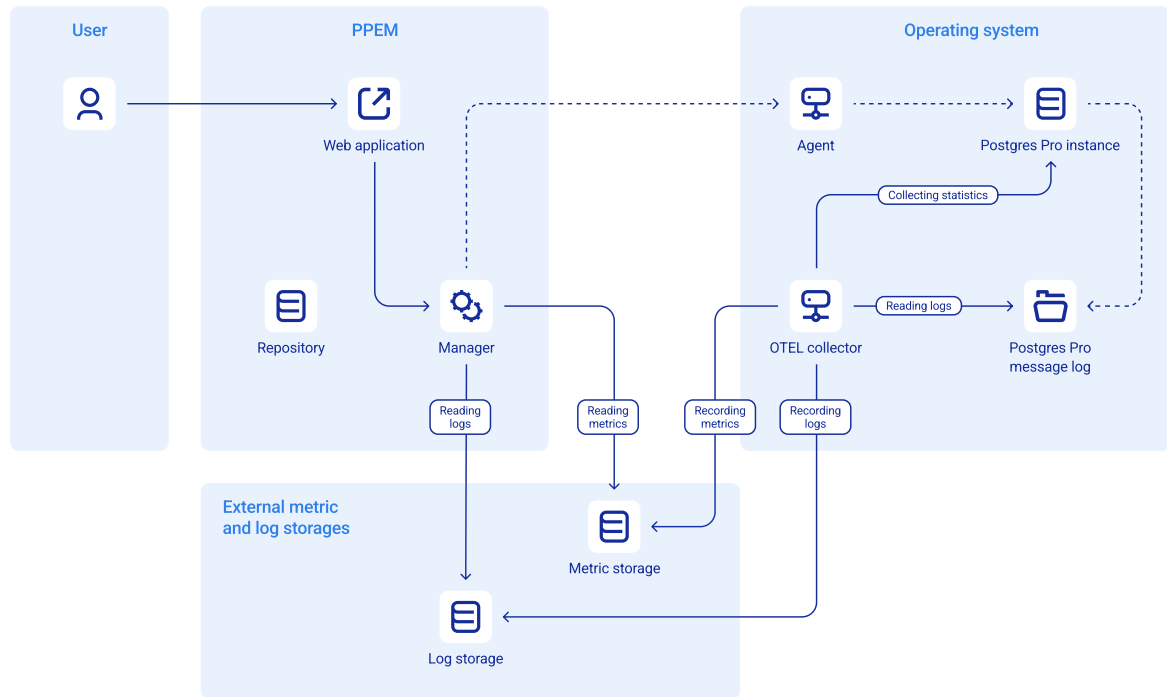 User
PPEM
Operating system
Web application
Agent
Postgres Pro instance
Collecting statistics
Reading logs
Repository
Manager
OTEL collector
Postgres Pro
message log
Reading
logs
Reading
metrics
Recording
metrics
Recording
logs
External metric
and log storages
Metric storage
Log storage